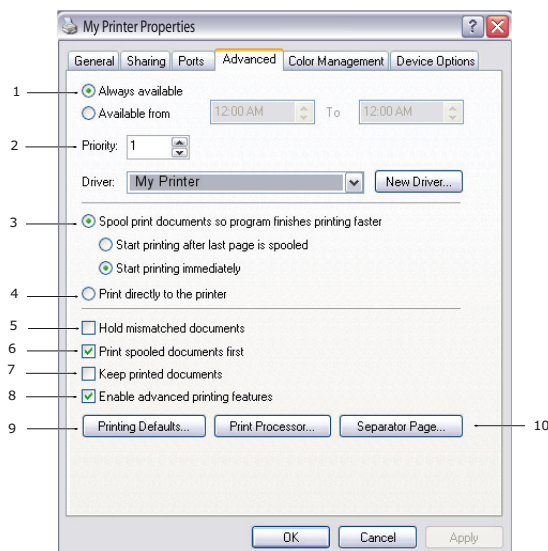 My Printer Properties
General Sharing Ports Advanced Color Management Device Options
1 Always available
Available from 12:00 AM To 12:00 AM
2 Priority: 1
Driver: My Printer New Driver...
3 Spool print documents so program finishes printing faster
Start printing after last page is spooled
Start printing immediately
4 Print directly to the printer
5 Hold mismatched documents
6 Print spooled documents first
7 Keep printed documents
8 Enable advanced printing features
9 Printing Defaults... Print Processor... Separator Page... 10
OK Cancel Apply